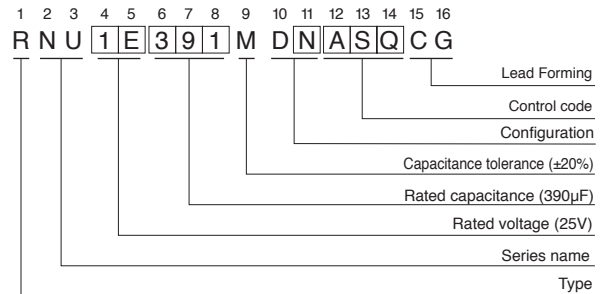 1 2 3 4 5 6 7 8 9 10 11 12 13 14 15 16
R N U 1 E 3 9 1 M D N A S Q C G
Lead Forming
Control code
Configuration
Capacitance tolerance (±20%)
Rated capacitance (390µF)
Rated voltage (25V)
Series name
Type